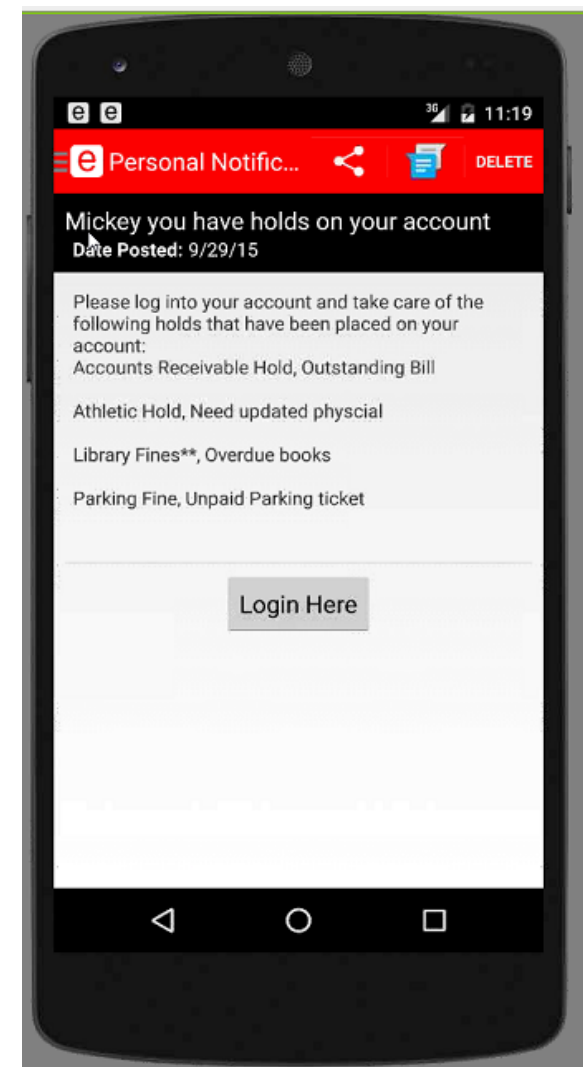 e e 3G 11:19
e Personal Notific... DELETE
Mickey you have holds on your account
Date Posted: 9/29/15
Please log into your account and take care of the
following holds that have been placed on your
account:
Accounts Receivable Hold, Outstanding Bill
Athletic Hold, Need updated physcial
Library Fines**, Overdue books
Parking Fine, Unpaid Parking ticket
Login Here